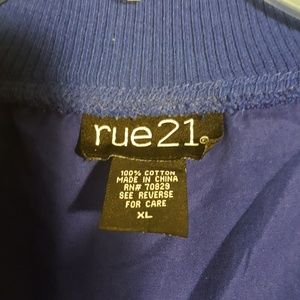 rue21®
100% COTTON
MADE IN CHINA
RN# 70829
SEE REVERSE
FOR CARE
XL